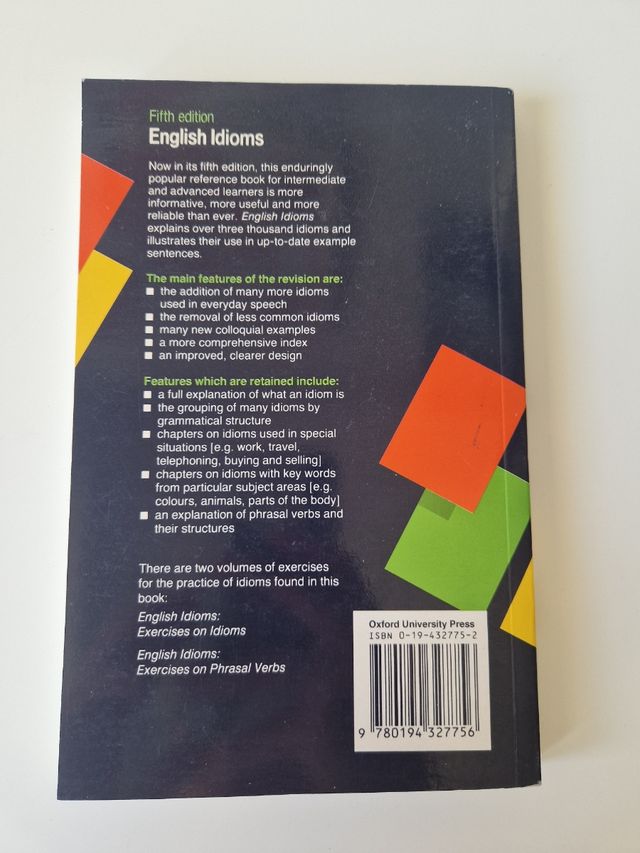 Fifth edition
English Idioms
Now in its fifth edition, this enduringly
popular reference book for intermediate
and advanced learners is more
informative, more useful and more
reliable than ever. English Idioms
explains over three thousand idioms and
illustrates their use in up-to-date example
sentences.
The main features of the revision are:
■ the addition of many more idioms
used in everyday speech
■ the removal of less common idioms
■ many new colloquial examples
■ a more comprehensive index
■ an improved, clearer design
Features which are retained include:
■ a full explanation of what an idiom is
■ the grouping of many idioms by
grammatical structure
■ chapters on idioms used in special
situations [e.g. work, travel,
telephoning, buying and selling]
■ chapters on idioms with key words
from particular subject areas [e.g.
colours, animals, parts of the body]
■ an explanation of phrasal verbs and
their structures
There are two volumes of exercises
for the practice of idioms found in this
book:
English Idioms:
Exercises on Idioms
English Idioms:
Exercises on Phrasal Verbs
Oxford University Press
ISBN 0-19-432775-2
9 780194 327756